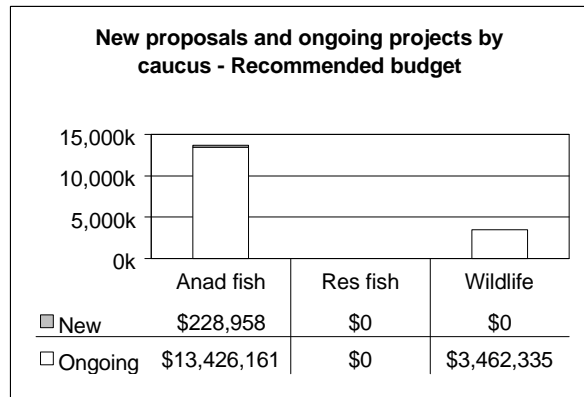 New proposals and ongoing projects by
caucus - Recommended budget
15,000k
10,000k
5,000k
0k
Anad fish Res fish Wildlife
New $228,958 $0 $0
Ongoing $13,426,161 $0 $3,462,335